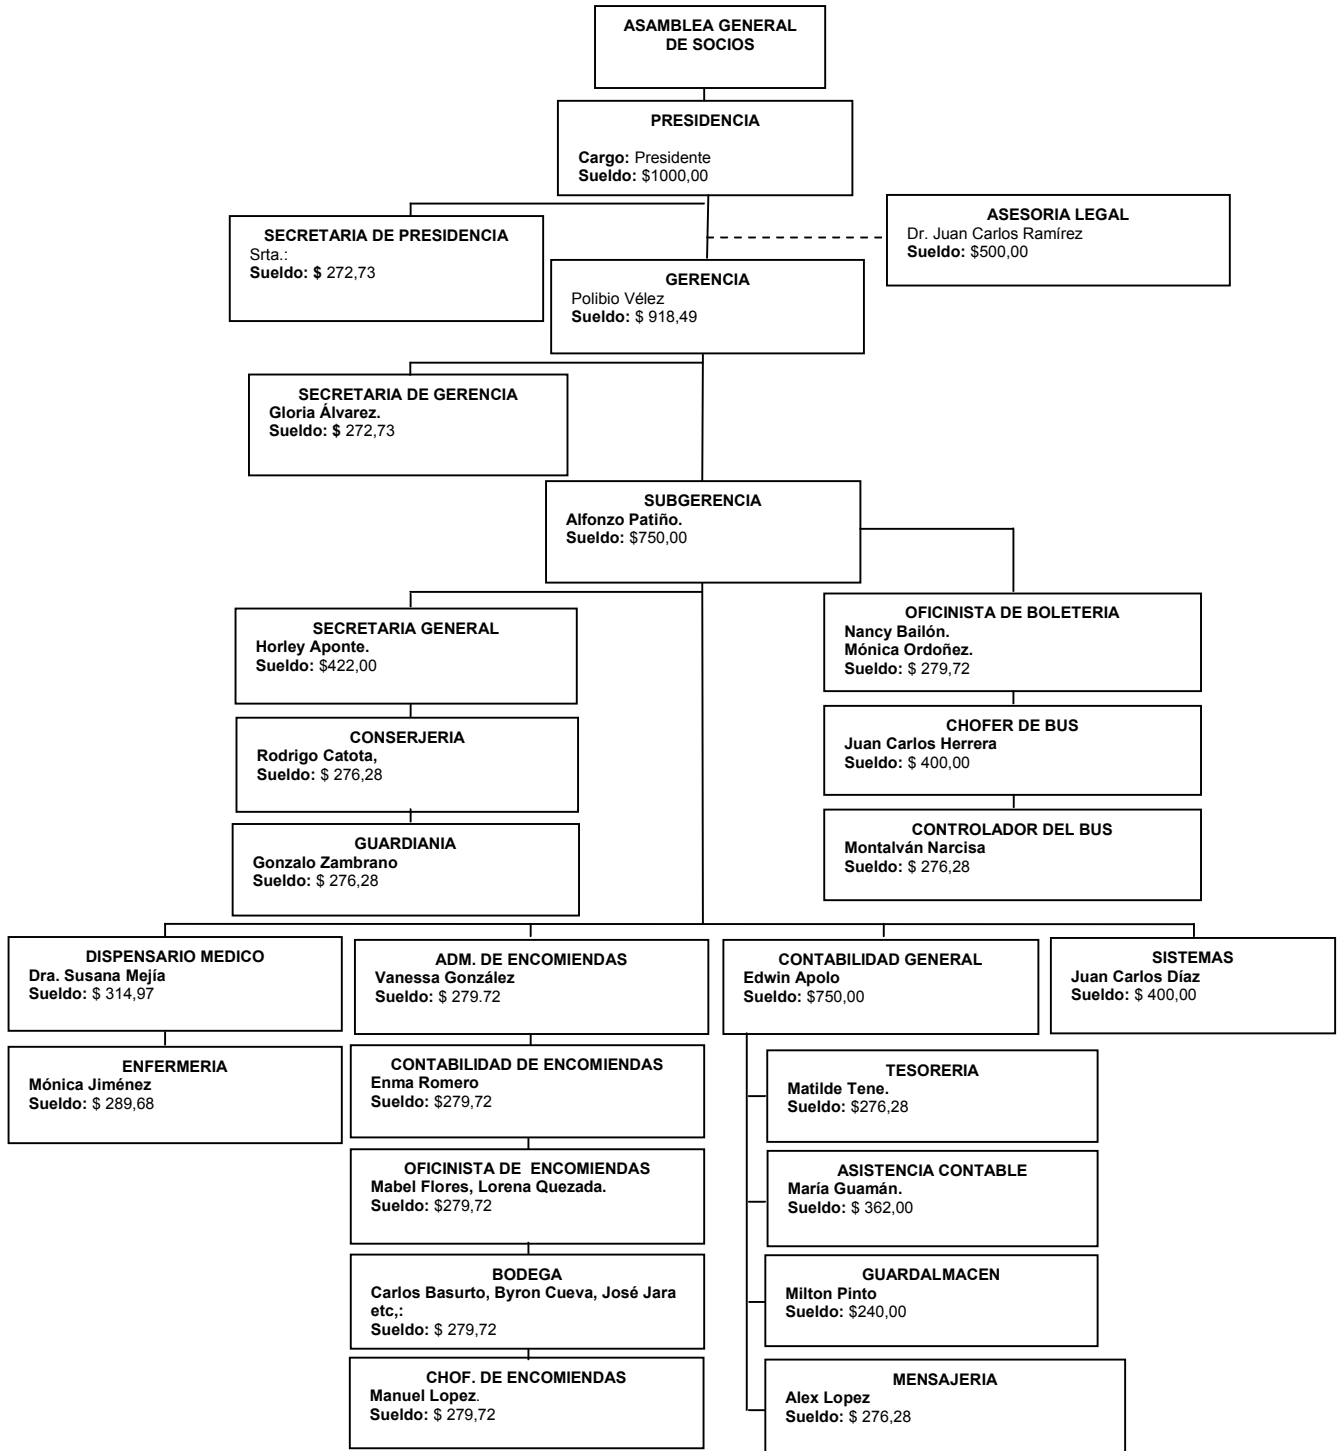 ASAMBLEA GENERAL
DE SOCIOS
PRESIDENCIA
Cargo: Presidente
Sueldo: $1000,00
SECRETARIA DE PRESIDENCIA
Srta.:
Sueldo: $ 272,73
ASESORIA LEGAL
Dr. Juan Carlos Ramírez
Sueldo: $500,00
GERENCIA
Polibio Vélez
Sueldo: $ 918,49
SECRETARIA DE GERENCIA
Gloria Álvarez.
Sueldo: $ 272,73
SUBGERENCIA
Alfonzo Patiño.
Sueldo: $750,00
SECRETARIA GENERAL
Horley Aponte.
Sueldo: $422,00
CONSERJERIA
Rodrigo Catota,
Sueldo: $ 276,28
GUARDIANIA
Gonzalo Zambrano
Sueldo: $ 276,28
OFICINISTA DE BOLETERIA
Nancy Bailón.
Mónica Ordoñez.
Sueldo: $ 279,72
CHOFER DE BUS
Juan Carlos Herrera
Sueldo: $ 400,00
CONTROLADOR DEL BUS
Montalván Narcisa
Sueldo: $ 276,28
DISPENSARIO MEDICO
Dra. Susana Mejía
Sueldo: $ 314,97
ENFERMERIA
Mónica Jiménez
Sueldo: $ 289,68
ADM. DE ENCOMIENDAS
Vanessa González
Sueldo: $ 279.72
CONTABILIDAD DE ENCOMIENDAS
Enma Romero
Sueldo: $279,72
OFICINISTA DE  ENCOMIENDAS
Mabel Flores, Lorena Quezada.
Sueldo: $279,72
BODEGA
Carlos Basurto, Byron Cueva, José Jara
etc,:
Sueldo: $ 279,72
CHOF. DE ENCOMIENDAS
Manuel Lopez.
Sueldo: $ 279,72
CONTABILIDAD GENERAL
Edwin Apolo
Sueldo: $750,00
TESORERIA
Matilde Tene.
Sueldo: $276,28
ASISTENCIA CONTABLE
María Guamán.
Sueldo: $ 362,00
GUARDALMACEN
Milton Pinto
Sueldo: $240,00
MENSAJERIA
Alex Lopez
Sueldo: $ 276,28
SISTEMAS
Juan Carlos Díaz
Sueldo: $ 400,00